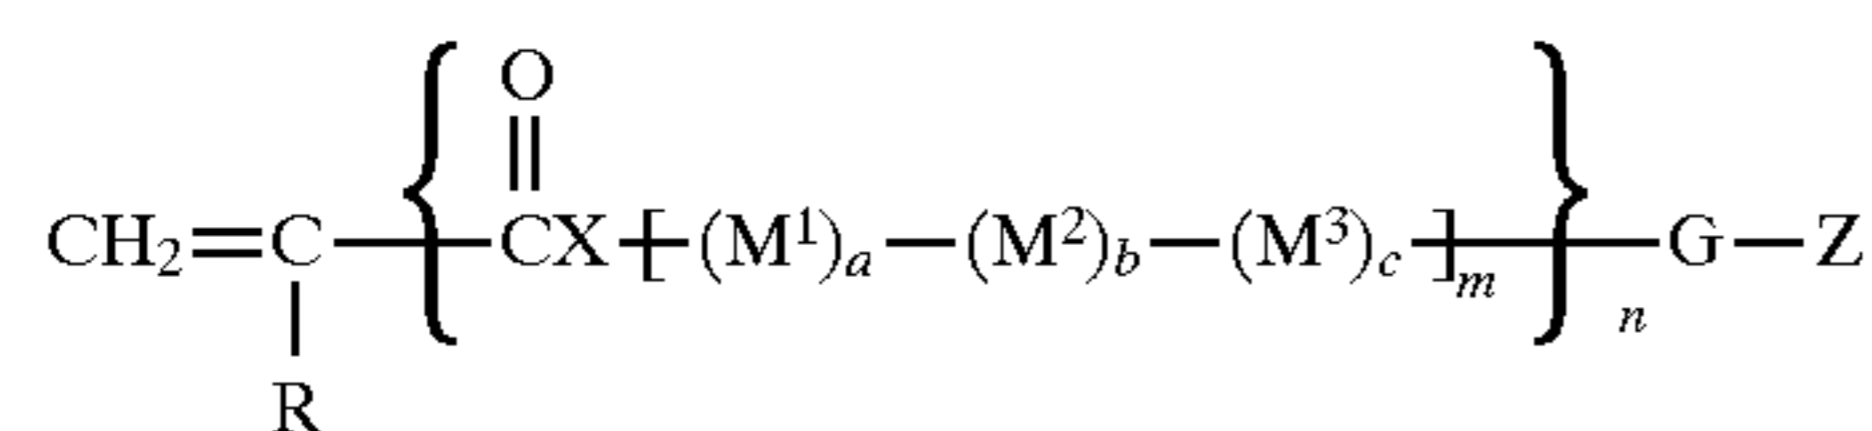 O
CH₂=C—{CX—[(M¹)ₐ—(M²)b—(M³)c]ₘ}ₙ—G—Z
R